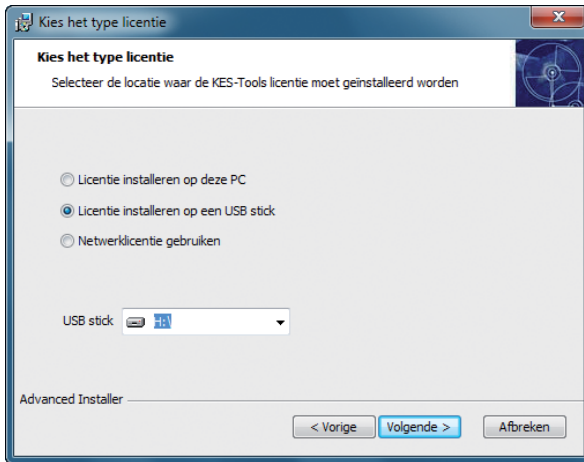 Kies het type licentie
Kies het type licentie
Selecteer de locatie waar de KES-Tools licentie moet geïnstalleerd worden
Licentie installeren op deze PC
Licentie installeren op een USB stick
Netwerklicentie gebruiken
USB stick H:\
Advanced Installer
< Vorige Volgende > Afbreken